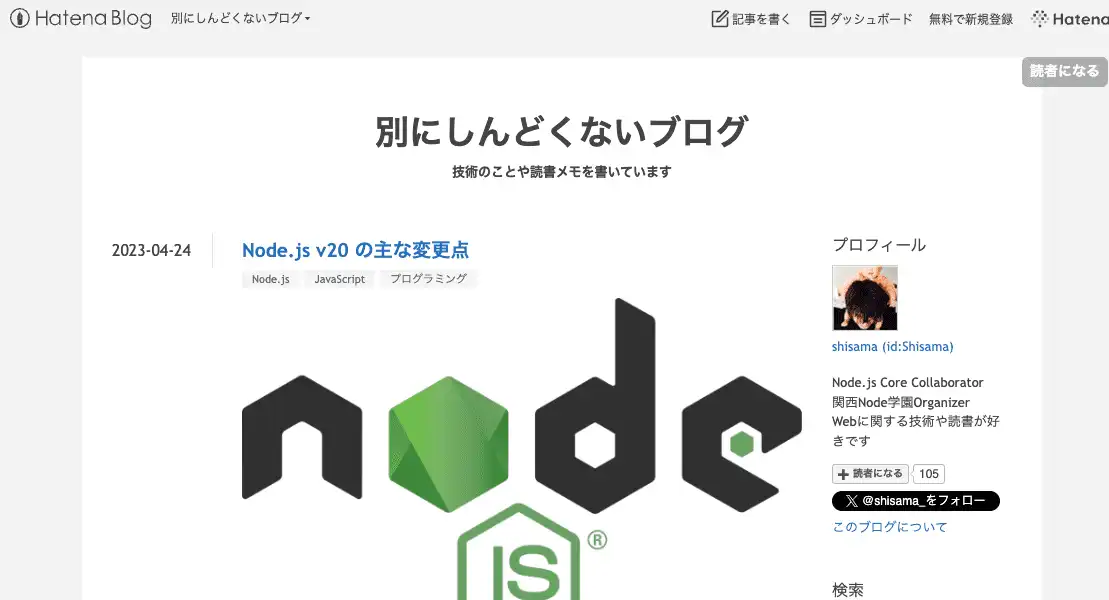 Hatena Blog 別にしんどくないブログ 記事を書く ダッシュボード 無料で新規登録 Hatena
読者になる
別にしんどくないブログ
技術のことや読書メモを書いています
2023-04-24
Node.js v20 の主な変更点
Node.js JavaScript プログラミング
node
JS ®
プロフィール
shisama (id:Shisama)
Node.js Core Collaborator
関西Node学園Organizer
Webに関する技術や読書が好
きです
読者になる 105
@shisama_をフォロー
このブログについて
検索